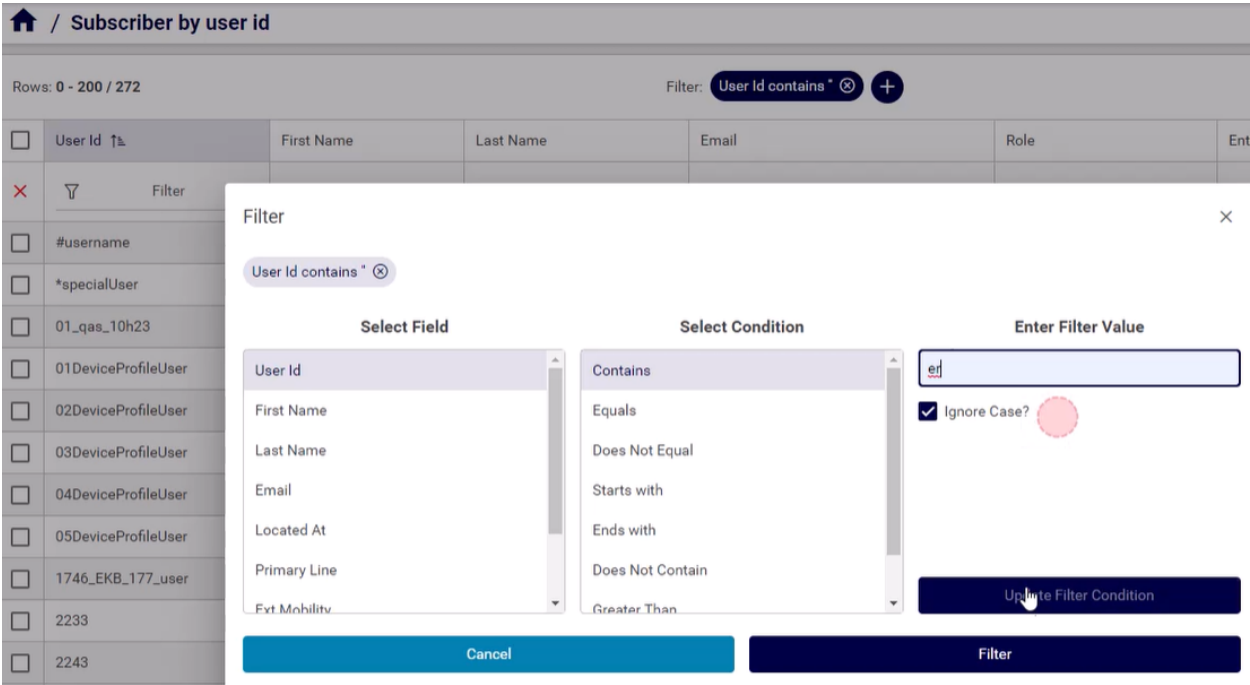 / Subscriber by user id
Rows: 0 - 200 / 272
Filter: User Id contains *
User Id First Name Last Name Email Role Ent
Filter
#username
*specialUser
01_qas_10h23
01DeviceProfileUser
02DeviceProfileUser
03DeviceProfileUser
04DeviceProfileUser
05DeviceProfileUser
1746_EKB_177_user
2233
2243
Filter
User Id contains *
Select Field
User Id
First Name
Last Name
Email
Located At
Primary Line
Ext Mobility
Select Condition
Contains
Equals
Does Not Equal
Starts with
Ends with
Does Not Contain
Greater Than
Enter Filter Value
er
Ignore Case?
Update Filter Condition
Cancel
Filter